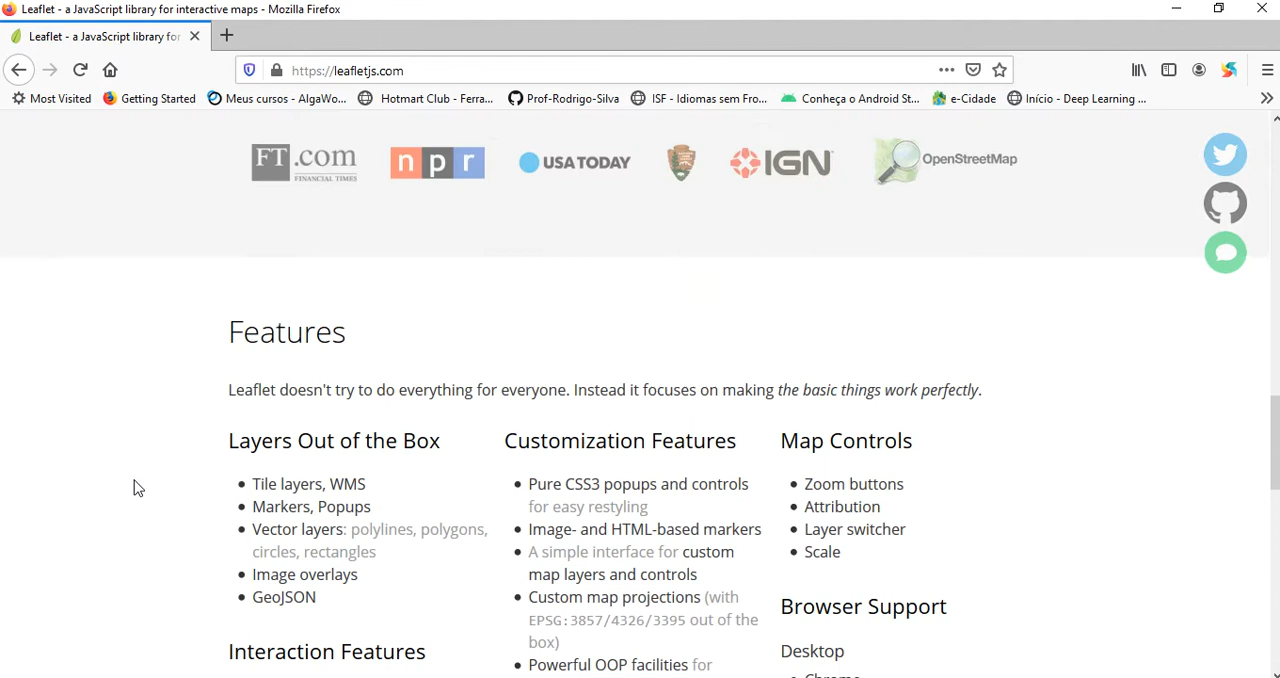 Leaflet - a JavaScript library for interactive maps - Mozilla Firefox
Leaflet - a JavaScript library for
https://leafletjs.com
Most Visited Getting Started Meus cursos - AlgaWo... Hotmart Club - Ferra... Prof-Rodrigo-Silva ISF - Idiomas sem Fro... Conheça o Android St... e-Cidade Início - Deep Learning ...
FT.com npr USA TODAY IGN OpenStreetMap
FINANCIAL TIMES
Features
Leaflet doesn't try to do everything for everyone. Instead it focuses on making the basic things work perfectly.
Layers Out of the Box
Tile layers, WMS
Markers, Popups
Vector layers: polylines, polygons,
circles, rectangles
Image overlays
GeoJSON
Interaction Features
Customization Features
Pure CSS3 popups and controls
for easy restyling
Image- and HTML-based markers
A simple interface for custom
map layers and controls
Custom map projections (with
EPSG:3857/4326/3395 out of the
box)
Powerful OOP facilities for
Map Controls
Zoom buttons
Attribution
Layer switcher
Scale
Browser Support
Desktop